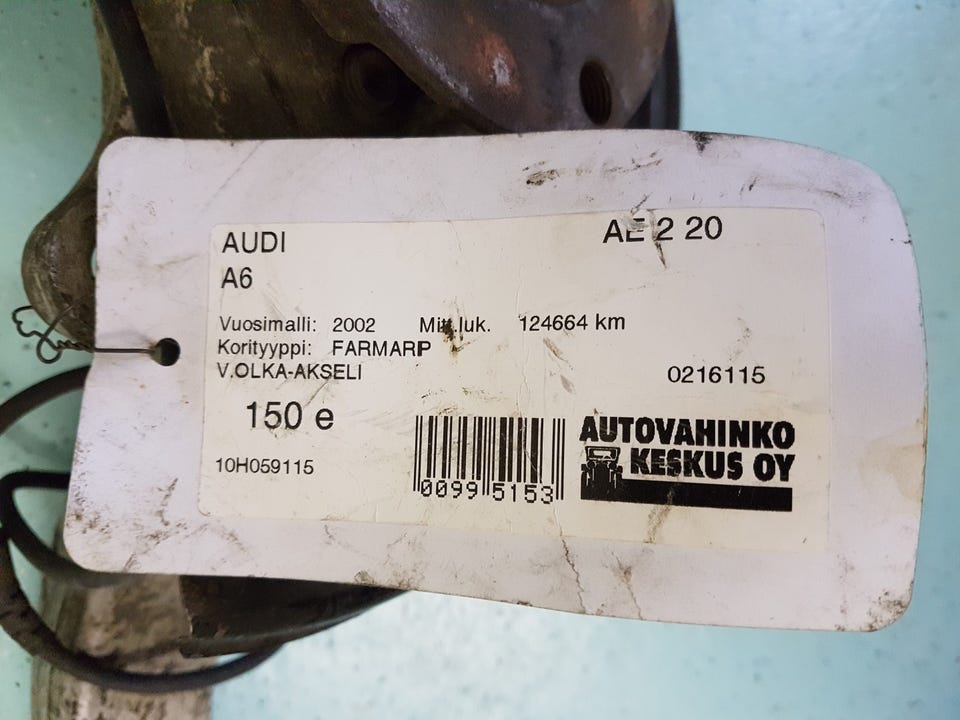 AUDI
AE 2 20
A6
Vuosimalli: 2002 Mit.luk. 124664 km
Korityyppi: FARMARP
V.OLKA-AKSELI
0216115
150 e
10H059115
0099 5153
AUTOVAHINKO
KESKUS OY